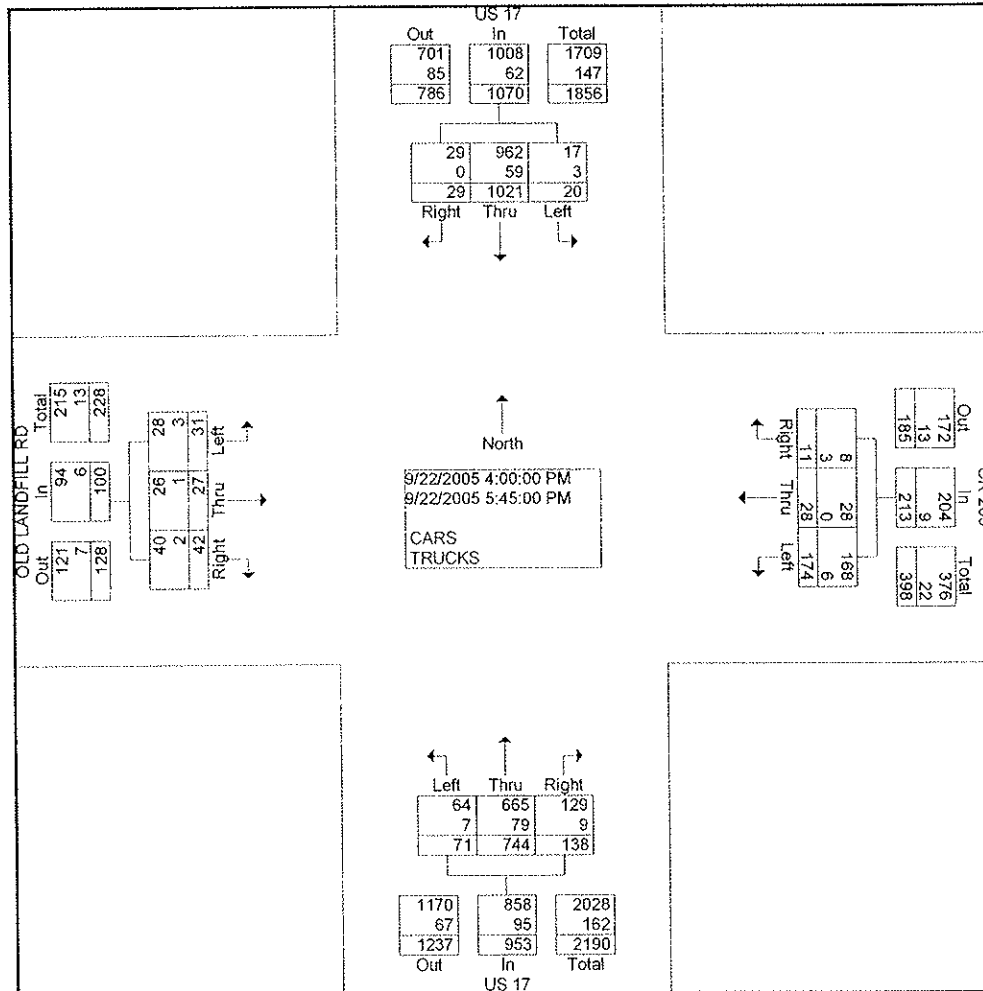 US 17
Out In Total
701 1008 1709
85 62 147
786 1070 1856
29 962 17
0 59 3
29 1021 20
Right Thru Left
OLD LANDFILL RD
Total
215
13
228
In
94
6
100
Out
121
7
128
28
3
31
Left
26
1
27
Thru
40
2
42
Right
North
9/22/2005 4:00:00 PM
9/22/2005 5:45:00 PM
CARS
TRUCKS
Right
8
3
11
Thru
28
0
28
Left
168
6
174
Out
172
13
185
In
204
9
213
Total
376
22
398
Left Thru Right
64 665 129
7 79 9
71 744 138
1170 858 2028
67 95 162
1237 953 2190
Out In Total
US 17